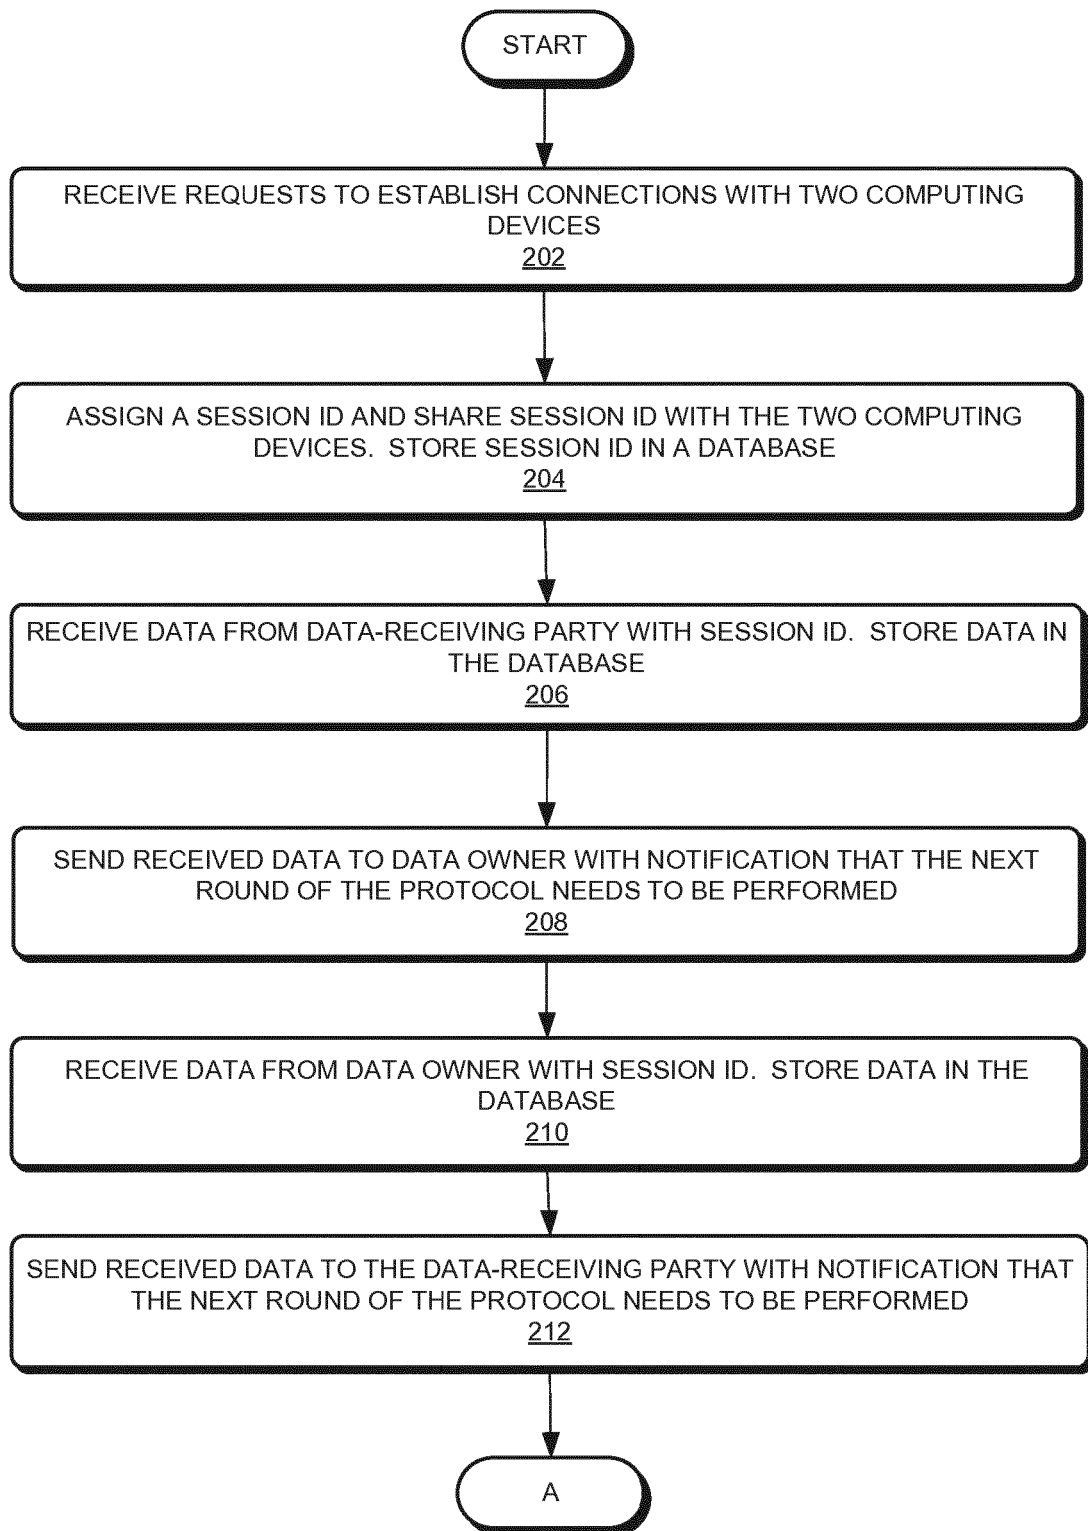 START
RECEIVE REQUESTS TO ESTABLISH CONNECTIONS WITH TWO COMPUTING
DEVICES
202
ASSIGN A SESSION ID AND SHARE SESSION ID WITH THE TWO COMPUTING
DEVICES. STORE SESSION ID IN A DATABASE
204
RECEIVE DATA FROM DATA-RECEIVING PARTY WITH SESSION ID. STORE DATA IN
THE DATABASE
206
SEND RECEIVED DATA TO DATA OWNER WITH NOTIFICATION THAT THE NEXT
ROUND OF THE PROTOCOL NEEDS TO BE PERFORMED
208
RECEIVE DATA FROM DATA OWNER WITH SESSION ID. STORE DATA IN THE
DATABASE
210
SEND RECEIVED DATA TO THE DATA-RECEIVING PARTY WITH NOTIFICATION THAT
THE NEXT ROUND OF THE PROTOCOL NEEDS TO BE PERFORMED
212
A